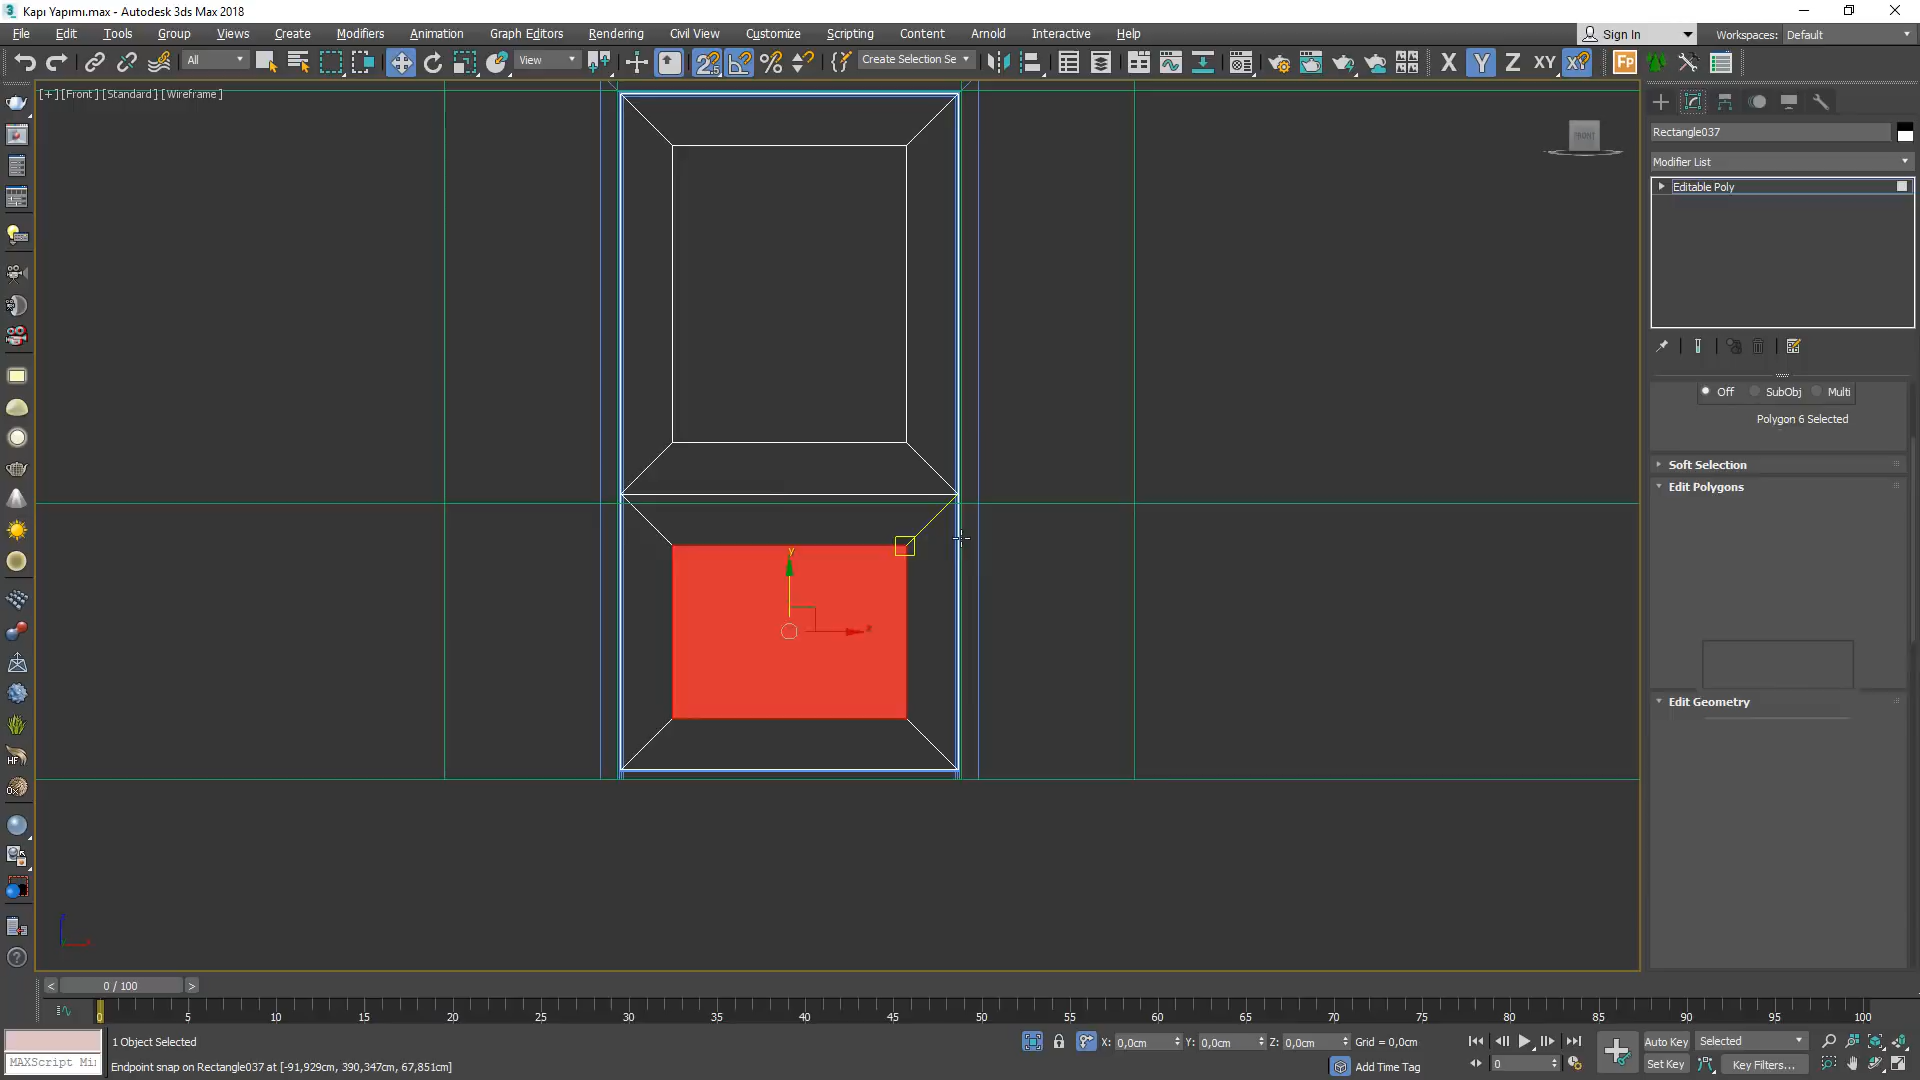 Kapı Yapımı.max - Autodesk 3ds Max 2018
File Edit Tools Group Views Create Modifiers Animation Graph Editors Rendering Civil View Customize Scripting Content Arnold Interactive Help
Sign In
Workspaces: Default
All
View
Create Selection Se
X Y Z XY
[+] [Front ] [Standard ] [Wireframe ]
FRONT
Rectangle037
Modifier List
Editable Poly
Off SubObj Multi
Polygon 6 Selected
Soft Selection
Edit Polygons
Edit Geometry
y
x
0 / 100
0 5 10 15 20 25 30 35 40 45 50 55 60 65 70 75 80 85 90 95 100
1 Object Selected
X: 0,0cm Y: 0,0cm Z: 0,0cm Grid = 0,0cm
Auto Key Selected
MAXScript Mi
Endpoint snap on Rectangle037 at [-91,929cm, 390,347cm, 67,851cm]
Add Time Tag
0
Set Key Key Filters...